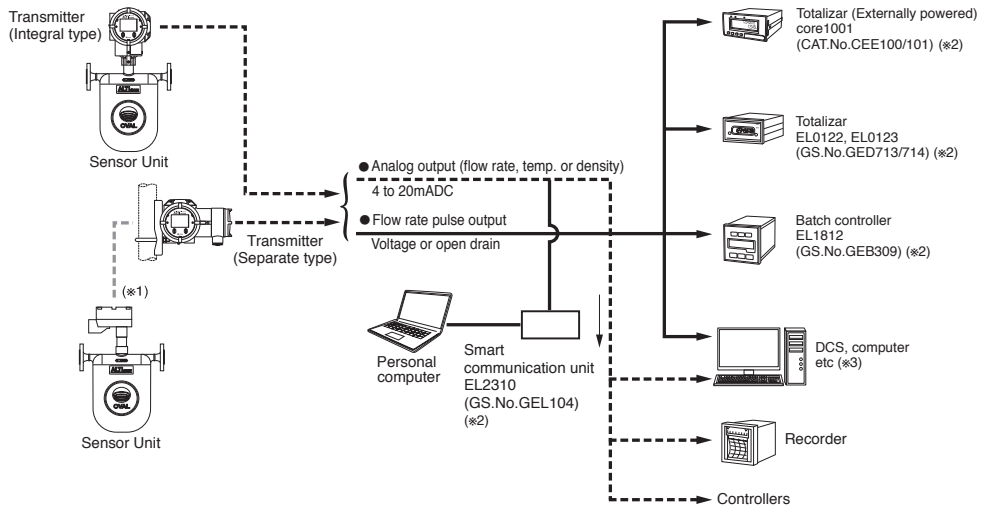 Transmitter
(Integral type)
ALTI
OVAL
Sensor Unit
Transmitter
(Separate type)
(※1)
OVAL
Sensor Unit
● Analog output (flow rate, temp. or density)
4 to 20mADC
● Flow rate pulse output
Voltage or open drain
Personal
computer
Smart
communication unit
EL2310
(GS.No.GEL104)
(※2)
Totalizar (Externally powered)
core1001
(CAT.No.CEE100/101) (※2)
Totalizar
EL0122, EL0123
(GS.No.GED713/714) (※2)
Batch controller
EL1812
(GS.No.GEB309) (※2)
DCS, computer
etc (※3)
Recorder
Controllers